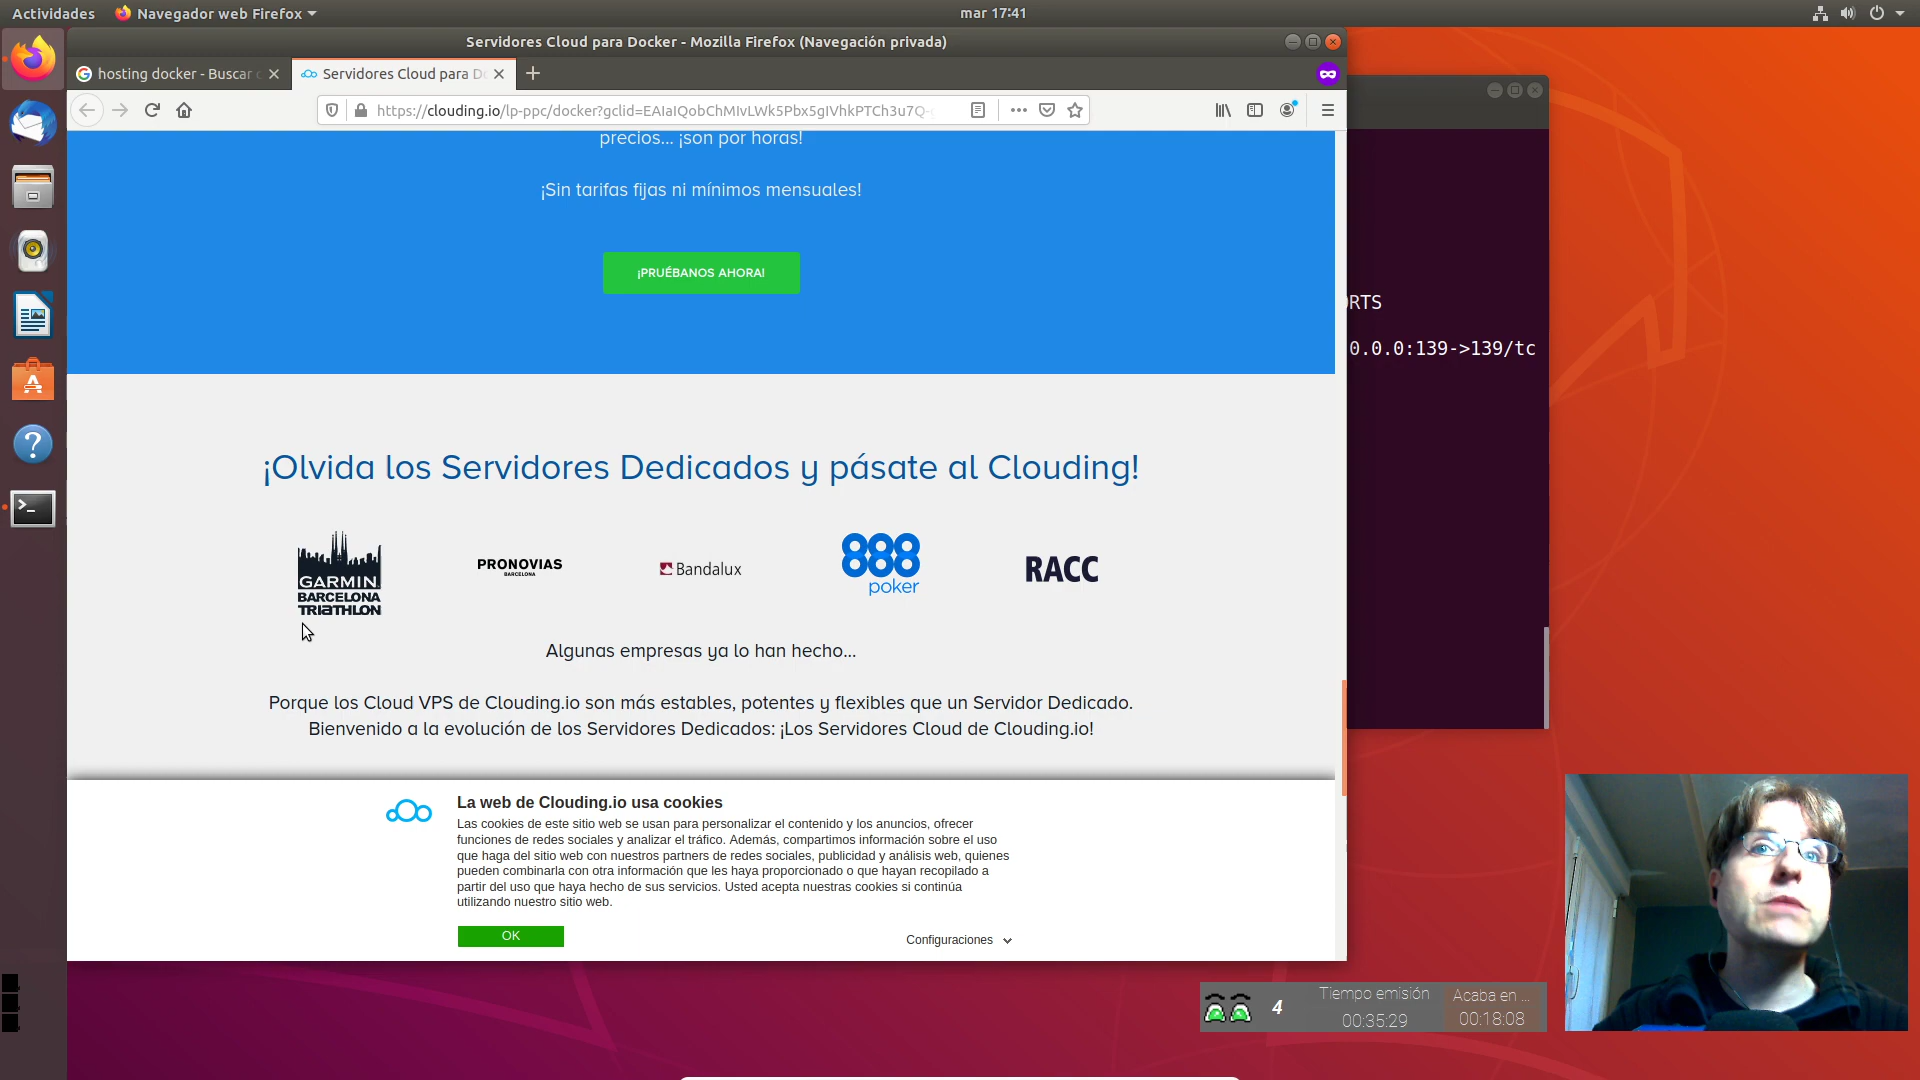 Actividades
Navegador web Firefox
mar 17:41
Servidores Cloud para Docker - Mozilla Firefox (Navegación privada)
hosting docker - Buscar
Servidores Cloud para Do
https://clouding.io/lp-ppc/docker?gclid=EAIaIQobChMIvLWk5Pbx5gIVhkPTCh3u7Q-
precios... ¡son por horas!
¡Sin tarifas fijas ni mínimos mensuales!
¡PRUÉBANOS AHORA!
ORTS
0.0.0:139->139/tc
¡Olvida los Servidores Dedicados y pásate al Clouding!
GARMIN
BARCELONA
TRIATHLON
PRONOVIAS
BARCELONA
Bandalux
888
888
poker
RACC
Algunas empresas ya lo han hecho...
Porque los Cloud VPS de Clouding.io son más estables, potentes y flexibles que un Servidor Dedicado.
Bienvenido a la evolución de los Servidores Dedicados: ¡Los Servidores Cloud de Clouding.io!
La web de Clouding.io usa cookies
Las cookies de este sitio web se usan para personalizar el contenido y los anuncios, ofrecer
funciones de redes sociales y analizar el tráfico. Además, compartimos información sobre el uso
que haga del sitio web con nuestros partners de redes sociales, publicidad y análisis web, quienes
pueden combinarla con otra información que les haya proporcionado o que hayan recopilado a
partir del uso que haya hecho de sus servicios. Usted acepta nuestras cookies si continúa
utilizando nuestro sitio web.
OK
Configuraciones
4
Tiempo emisión
00:35:29
Acaba en ...
00:18:08